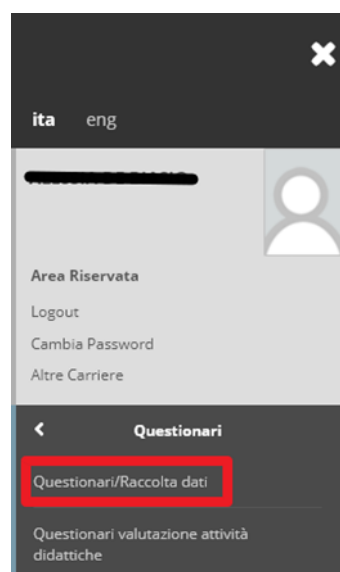 ita eng
Area Riservata
Logout
Cambia Password
Altre Carriere
Questionari
Questionari/Raccolta dati
Questionari valutazione attività
didattiche